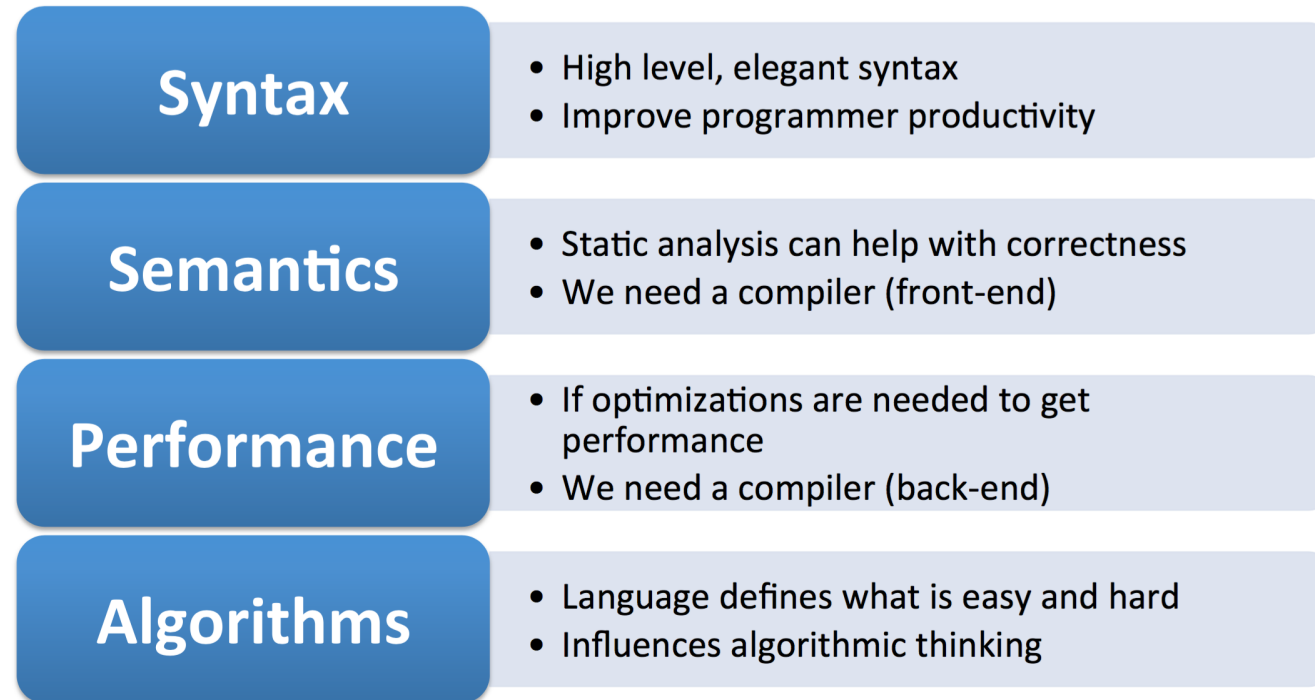 Syntax
• High level, elegant syntax
• Improve programmer productivity
Semantics
• Static analysis can help with correctness
• We need a compiler (front-end)
Performance
• If optimizations are needed to get
performance
• We need a compiler (back-end)
Algorithms
• Language defines what is easy and hard
• Influences algorithmic thinking